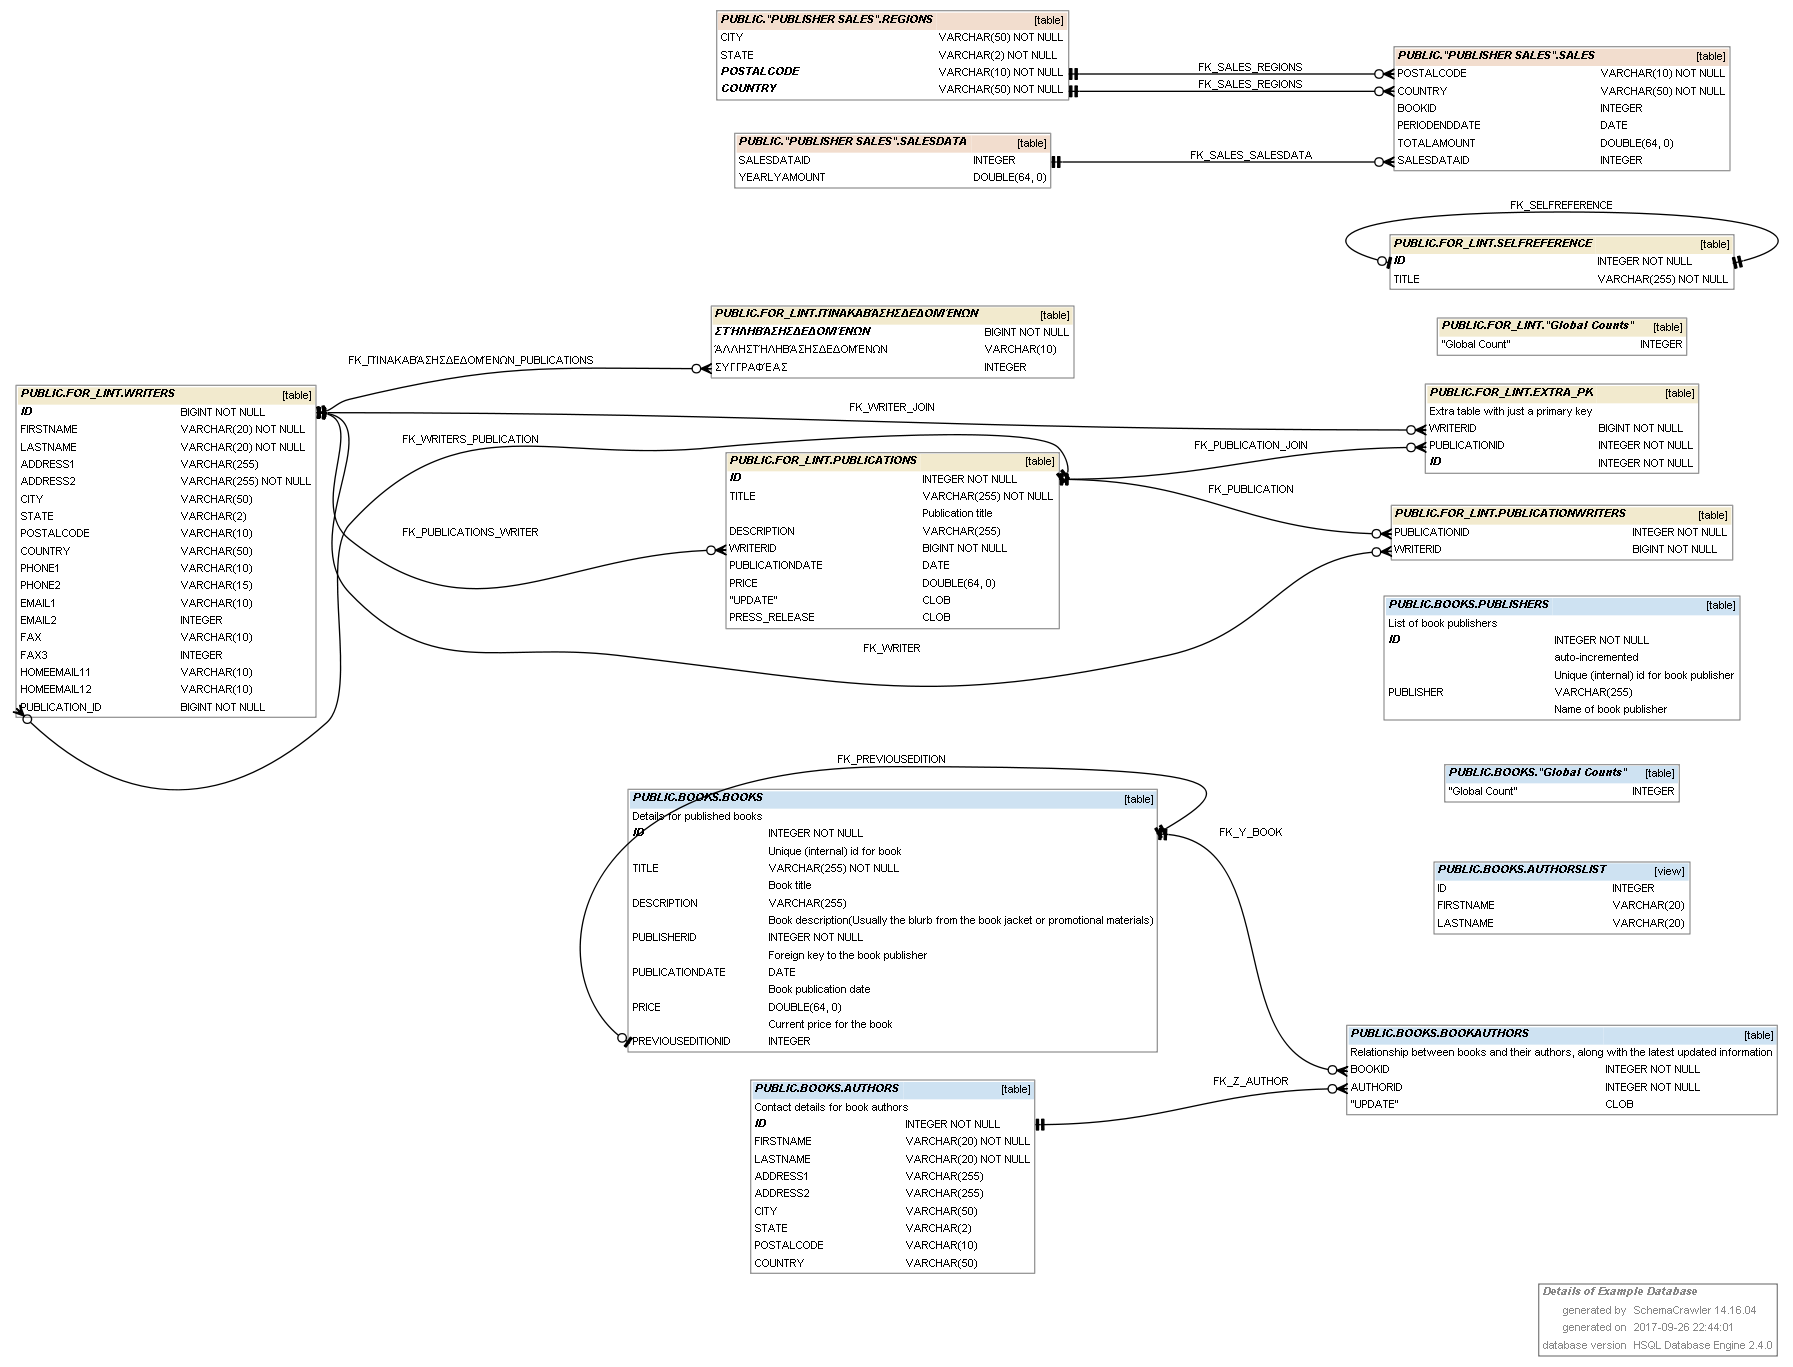 PUBLIC."PUBLISHER SALES".REGIONS [table]
CITY VARCHAR(50) NOT NULL
STATE VARCHAR(2) NOT NULL
POSTALCODE VARCHAR(10) NOT NULL
COUNTRY VARCHAR(50) NOT NULL
FK_SALES_REGIONS
FK_SALES_REGIONS
PUBLIC."PUBLISHER SALES".SALES [table]
POSTALCODE VARCHAR(10) NOT NULL
COUNTRY VARCHAR(50) NOT NULL
BOOKID INTEGER
PERIODENDDATE DATE
TOTALAMOUNT DOUBLE(64, 0)
SALESDATAID INTEGER
PUBLIC."PUBLISHER SALES".SALESDATA [table]
SALESDATAID INTEGER
YEARLYAMOUNT DOUBLE(64, 0)
FK_SALES_SALESDATA
FK_SELFREFERENCE
PUBLIC.FOR_LINT.SELFREFERENCE [table]
ID INTEGER NOT NULL
TITLE VARCHAR(255) NOT NULL
PUBLIC.FOR_LINT.ΠΊΝΑΚΑΒΆΣΗΣΔΕΔΟΜΈΝΩΝ [table]
ΣΤΉΛΗΒΆΣΗΣΔΕΔΟΜΈΝΩΝ BIGINT NOT NULL
ΆΛΛΗΣΤΉΛΗΒΆΣΗΣΔΕΔΟΜΈΝΩΝ VARCHAR(10)
ΣΥΓΓΡΑΦΈΑΣ INTEGER
FK_ΠΊΝΑΚΑΒΆΣΗΣΔΕΔΟΜΈΝΩΝ_PUBLICATIONS
PUBLIC.FOR_LINT."Global Counts" [table]
"Global Count" INTEGER
PUBLIC.FOR_LINT.WRITERS [table]
ID BIGINT NOT NULL
FIRSTNAME VARCHAR(20) NOT NULL
LASTNAME VARCHAR(20) NOT NULL
ADDRESS1 VARCHAR(255)
ADDRESS2 VARCHAR(255) NOT NULL
CITY VARCHAR(50)
STATE VARCHAR(2)
POSTALCODE VARCHAR(10)
COUNTRY VARCHAR(50)
PHONE1 VARCHAR(10)
PHONE2 VARCHAR(15)
EMAIL1 VARCHAR(10)
EMAIL2 INTEGER
FAX VARCHAR(10)
FAX3 INTEGER
HOMEEMAIL11 VARCHAR(10)
HOMEEMAIL12 VARCHAR(10)
PUBLICATION_ID BIGINT NOT NULL
FK_WRITER_JOIN
FK_WRITERS_PUBLICATION
FK_PUBLICATION_JOIN
FK_PUBLICATION
FK_PUBLICATIONS_WRITER
FK_WRITER
PUBLIC.FOR_LINT.EXTRA_PK [table]
Extra table with just a primary key
WRITERID BIGINT NOT NULL
PUBLICATIONID INTEGER NOT NULL
ID INTEGER NOT NULL
PUBLIC.FOR_LINT.PUBLICATIONS [table]
ID INTEGER NOT NULL
TITLE VARCHAR(255) NOT NULL
Publication title
DESCRIPTION VARCHAR(255)
WRITERID BIGINT NOT NULL
PUBLICATIONDATE DATE
PRICE DOUBLE(64, 0)
"UPDATE" CLOB
PRESS_RELEASE CLOB
PUBLIC.FOR_LINT.PUBLICATIONWRITERS [table]
PUBLICATIONID INTEGER NOT NULL
WRITERID BIGINT NOT NULL
PUBLIC.BOOKS.PUBLISHERS [table]
List of book publishers
ID INTEGER NOT NULL
auto-incremented
Unique (internal) id for book publisher
PUBLISHER VARCHAR(255)
Name of book publisher
FK_PREVIOUSEDITION
PUBLIC.BOOKS."Global Counts" [table]
"Global Count" INTEGER
PUBLIC.BOOKS.BOOKS [table]
Details for published books
ID INTEGER NOT NULL
Unique (internal) id for book
TITLE VARCHAR(255) NOT NULL
Book title
DESCRIPTION VARCHAR(255)
Book description(Usually the blurb from the book jacket or promotional materials)
PUBLISHERID INTEGER NOT NULL
Foreign key to the book publisher
PUBLICATIONDATE DATE
Book publication date
PRICE DOUBLE(64, 0)
Current price for the book
PREVIOUSEDITIONID INTEGER
FK_Y_BOOK
PUBLIC.BOOKS.AUTHORSLIST [view]
ID INTEGER
FIRSTNAME VARCHAR(20)
LASTNAME VARCHAR(20)
PUBLIC.BOOKS.BOOKAUTHORS [table]
Relationship between books and their authors, along with the latest updated information
BOOKID INTEGER NOT NULL
AUTHORID INTEGER NOT NULL
"UPDATE" CLOB
FK_Z_AUTHOR
PUBLIC.BOOKS.AUTHORS [table]
Contact details for book authors
ID INTEGER NOT NULL
FIRSTNAME VARCHAR(20) NOT NULL
LASTNAME VARCHAR(20) NOT NULL
ADDRESS1 VARCHAR(255)
ADDRESS2 VARCHAR(255)
CITY VARCHAR(50)
STATE VARCHAR(2)
POSTALCODE VARCHAR(10)
COUNTRY VARCHAR(50)
Details of Example Database
generated by SchemaCrawler 14.16.04
generated on 2017-09-26 22:44:01
database version HSQL Database Engine 2.4.0